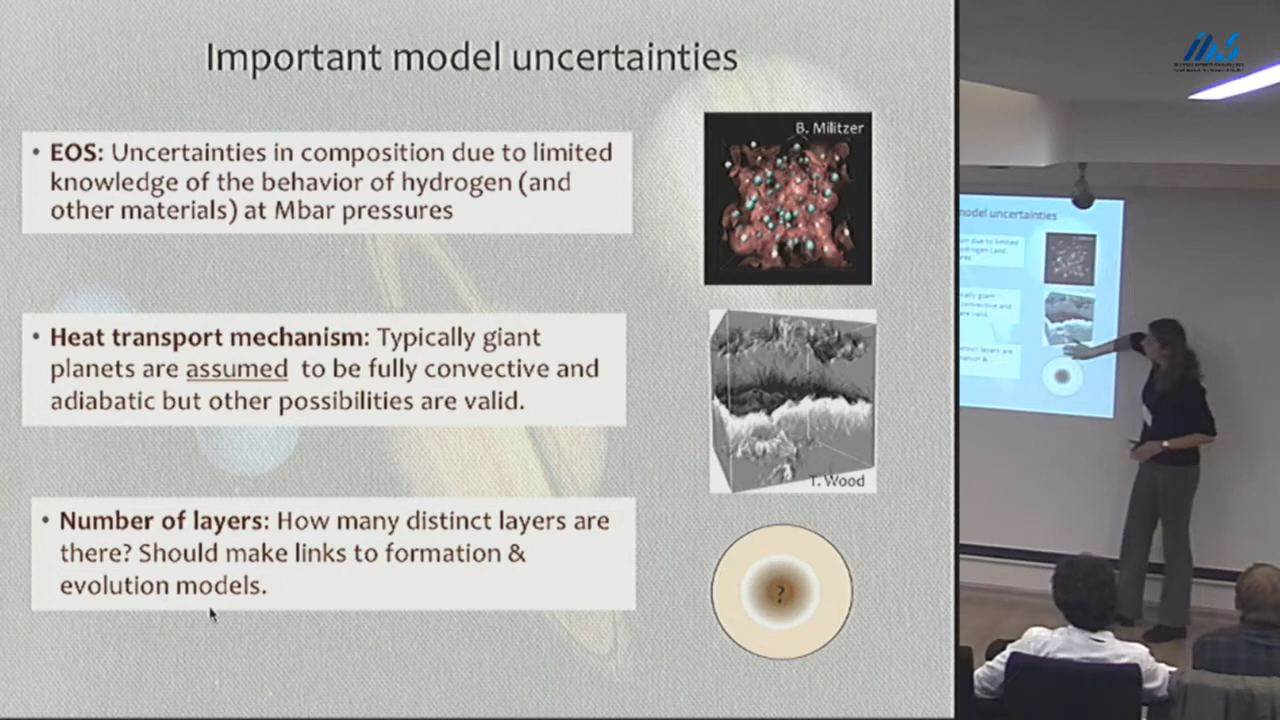 Important model uncertainties
• EOS: Uncertainties in composition due to limited
knowledge of the behavior of hydrogen (and
other materials) at Mbar pressures
B. Militzer
• Heat transport mechanism: Typically giant
planets are assumed to be fully convective and
adiabatic but other possibilities are valid.
T. Wood
• Number of layers: How many distinct layers are
there? Should make links to formation &
evolution models.
?
model uncertainties